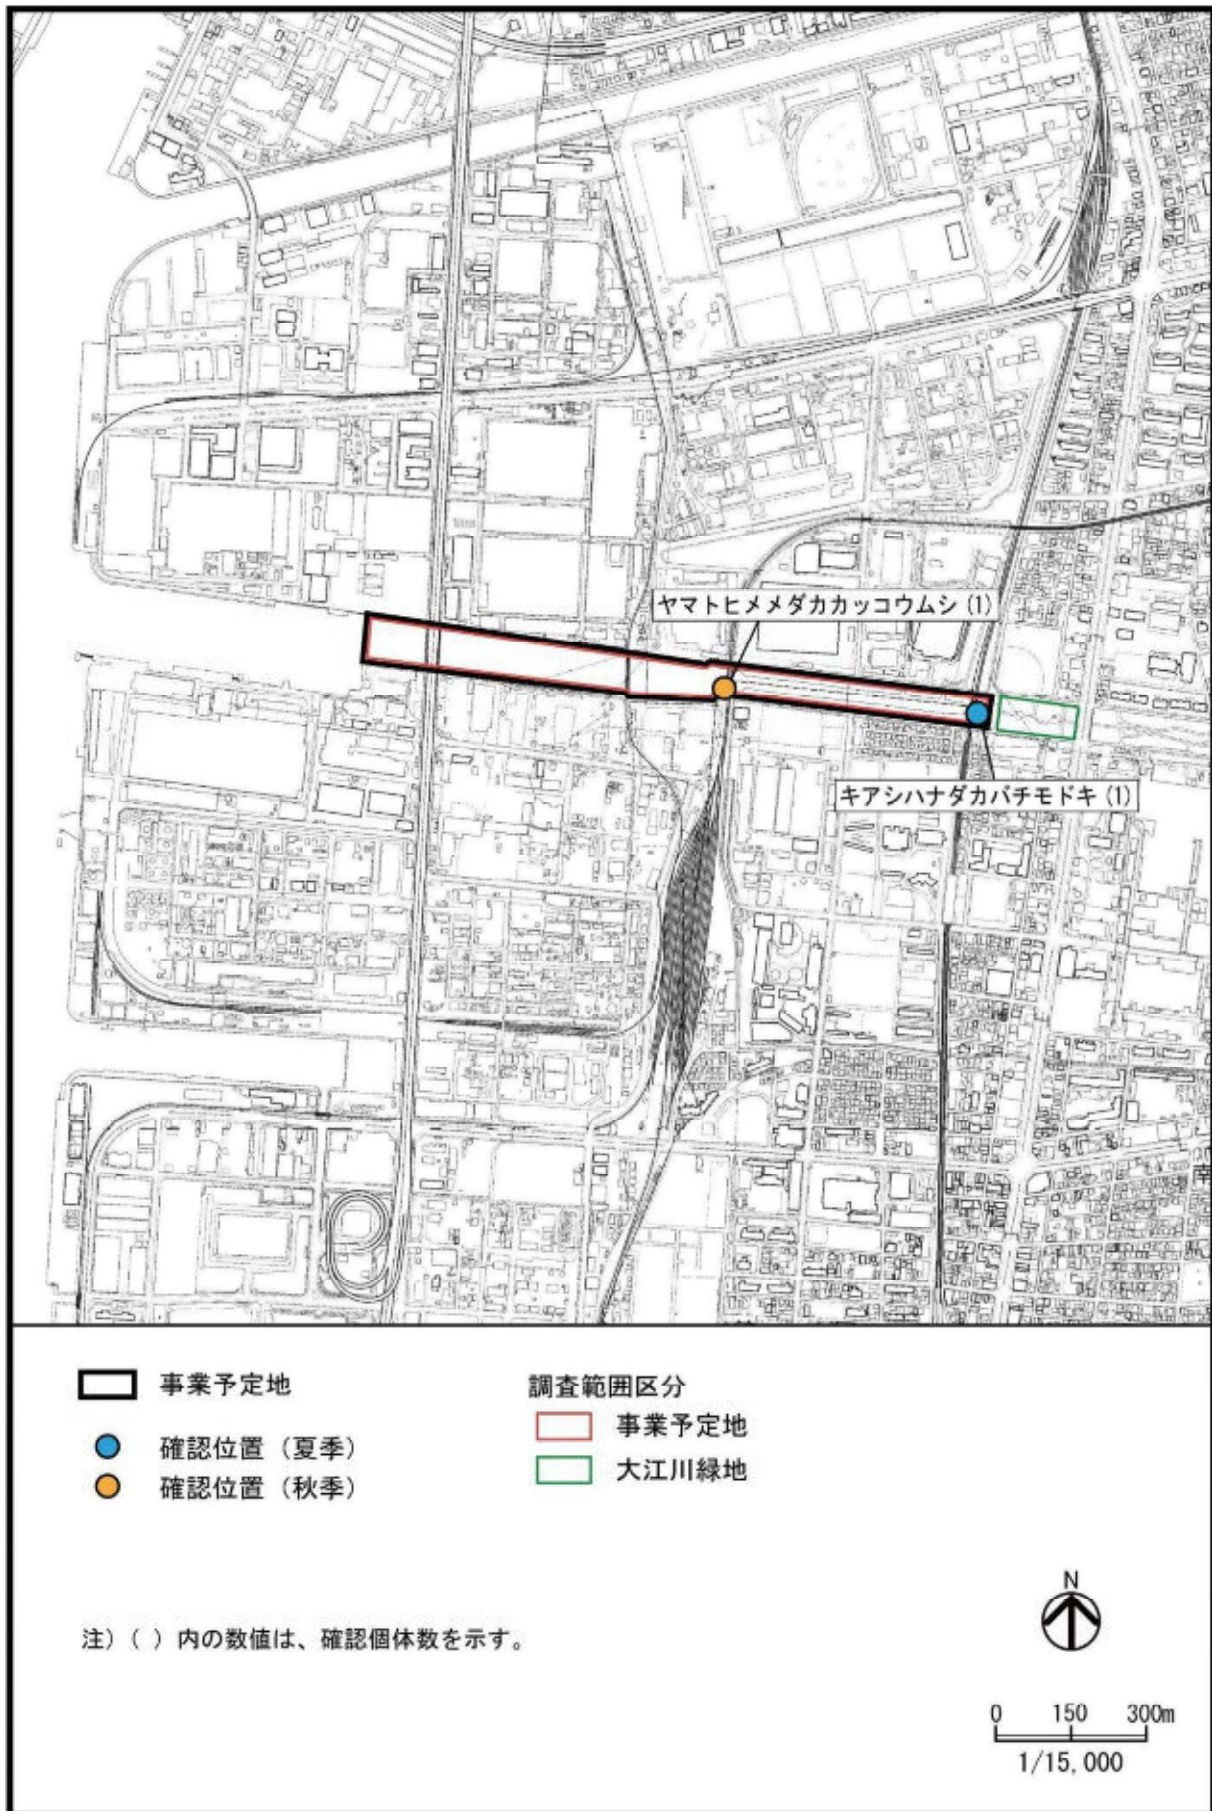 ヤマトヒメメダカカッコウムシ (1)
キアシハナダカバチモドキ (1)
南
事業予定地
確認位置（夏季）
確認位置（秋季）
調査範囲区分
事業予定地
大江川緑地
注）（ ）内の数値は、確認個体数を示す。
N
0 150 300m
1/15,000